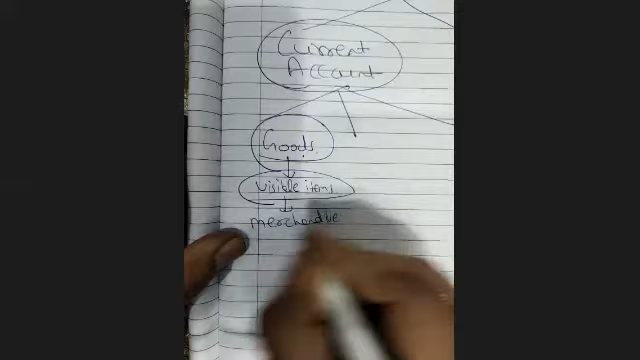 Current
Account
Goods
Visible items
merchandise